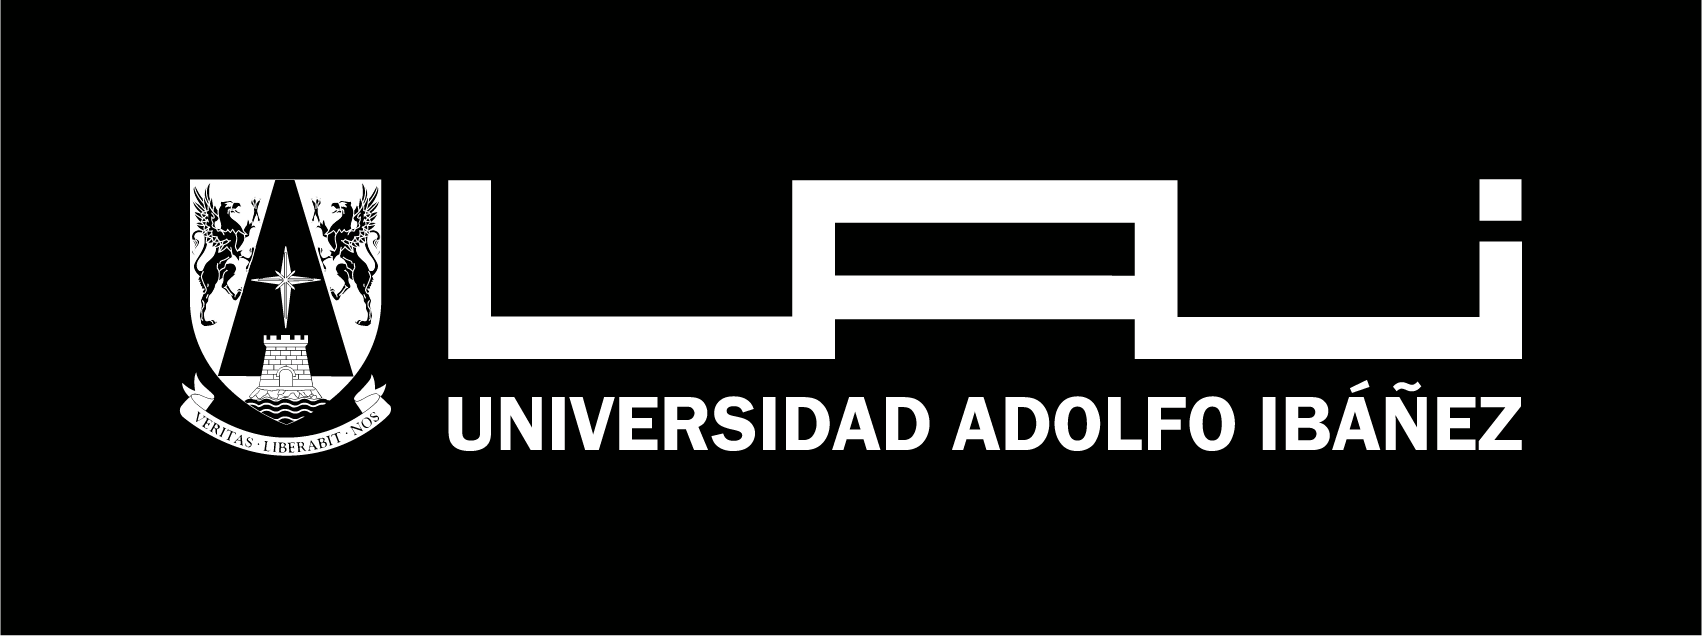 UAi
UNIVERSIDAD ADOLFO IBÁÑEZ
VERITAS · LIBERABIT · NOS